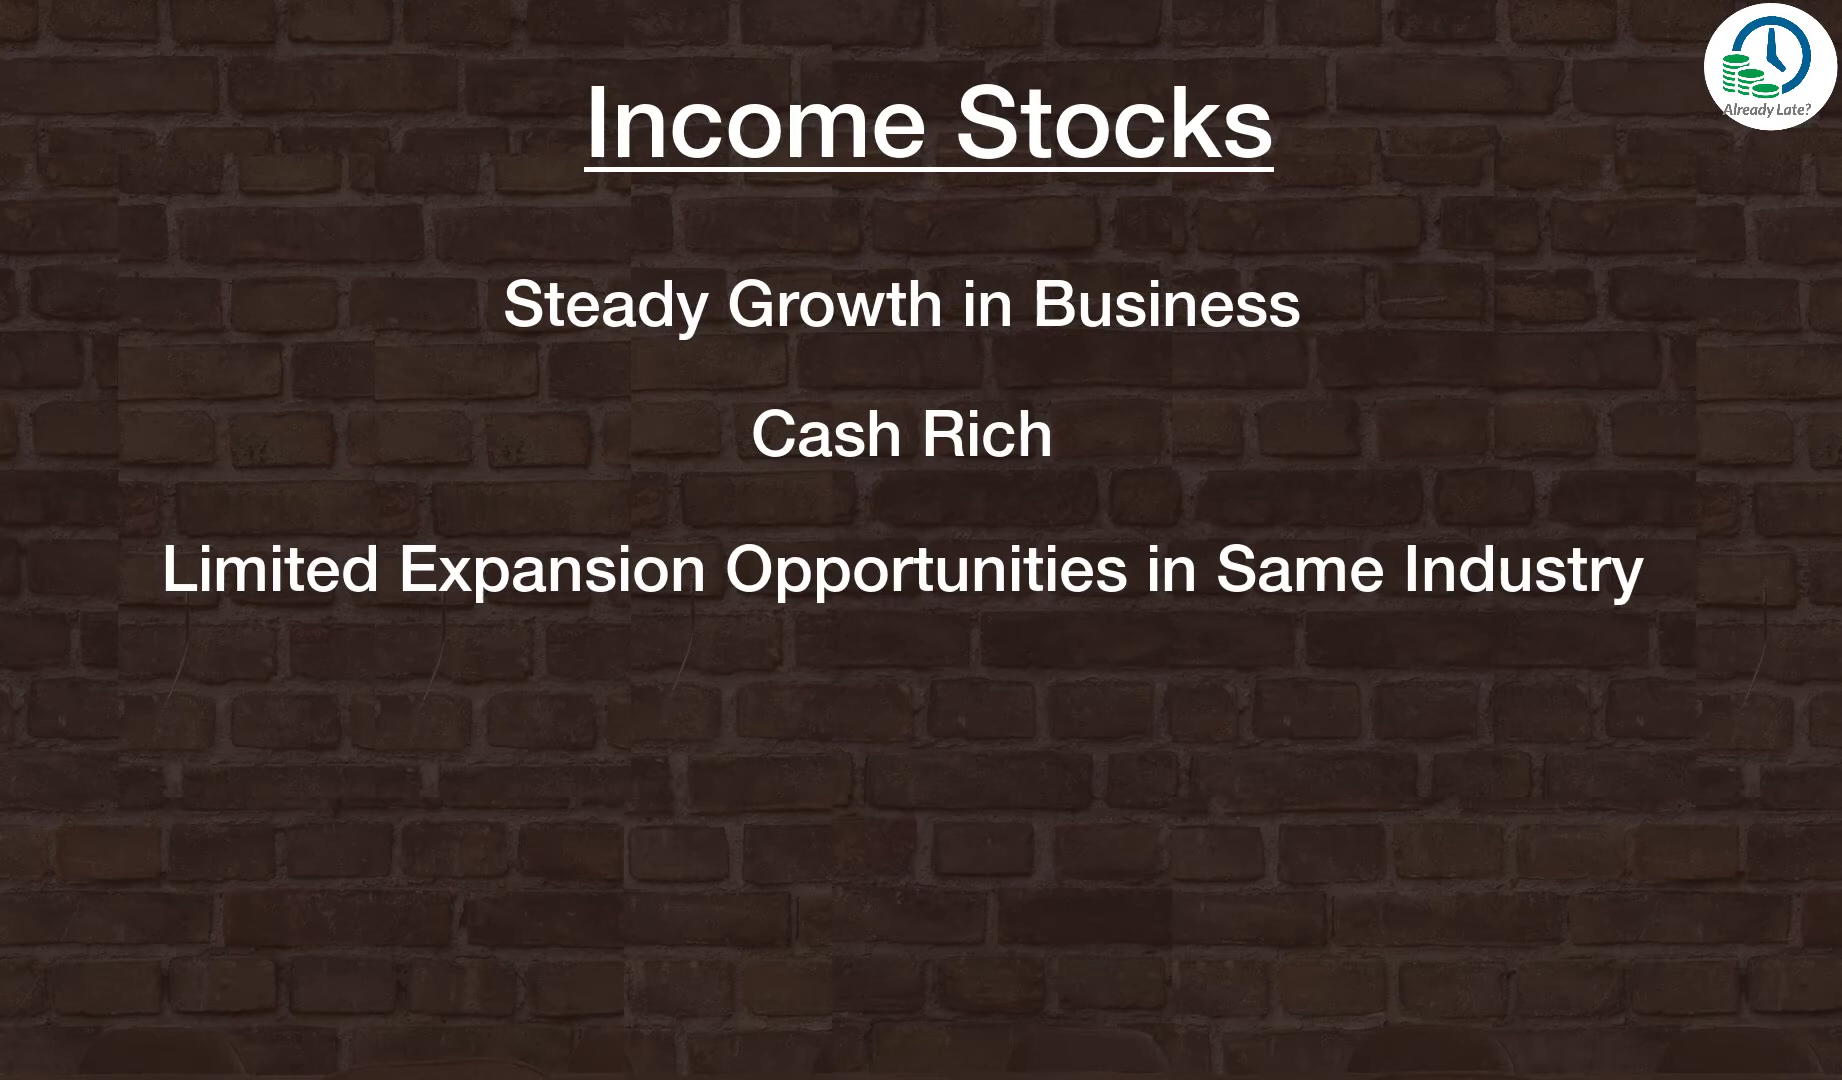 Already Late?
Income Stocks
Steady Growth in Business
Cash Rich
Limited Expansion Opportunities in Same Industry